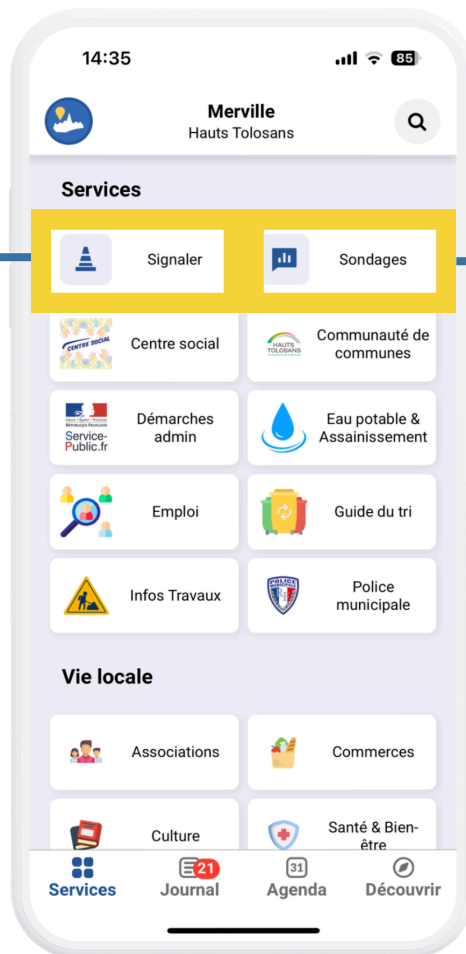 14:35
85
Merville
Hauts Tolosans
Services
Signaler
Sondages
CENTRE SOCIAL
Centre social
HAUTS
TOLOSANS
Communauté de
communes
Service-
Public.fr
Démarches
admin
Eau potable &
Assainissement
Emploi
Guide du tri
Infos Travaux
POLICE
Police
municipale
Vie locale
Associations
Commerces
Culture
Santé & Bien-
être
21
31
Services
Journal
Agenda
Découvrir